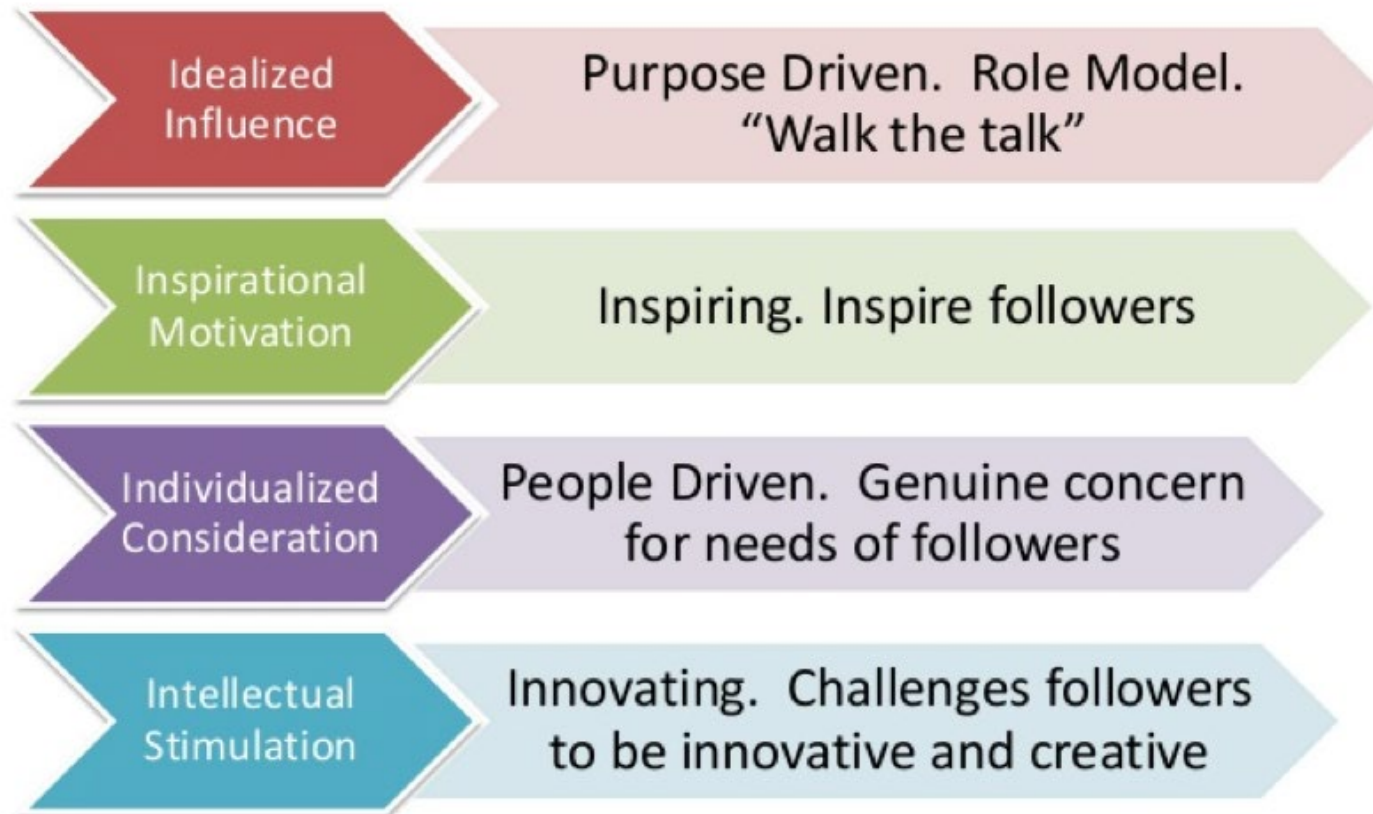 Idealized
Influence
Purpose Driven.  Role Model.
“Walk the talk”
Inspirational
Motivation
Inspiring. Inspire followers
Individualized
Consideration
People Driven.  Genuine concern
for needs of followers
Intellectual
Stimulation
Innovating.  Challenges followers
to be innovative and creative